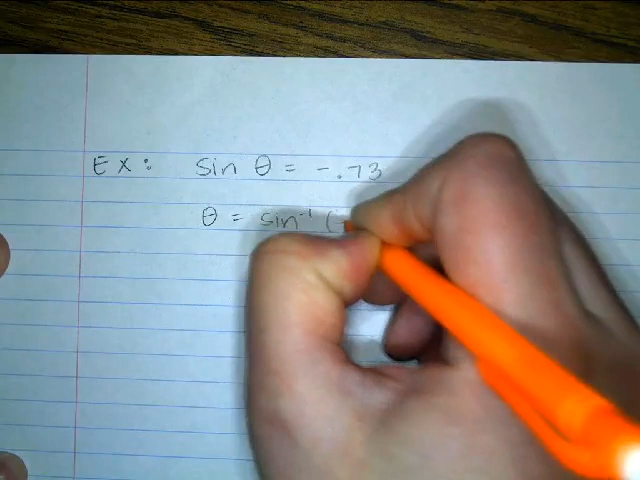 Ex: sin θ = -.73
θ = sin⁻¹ (-